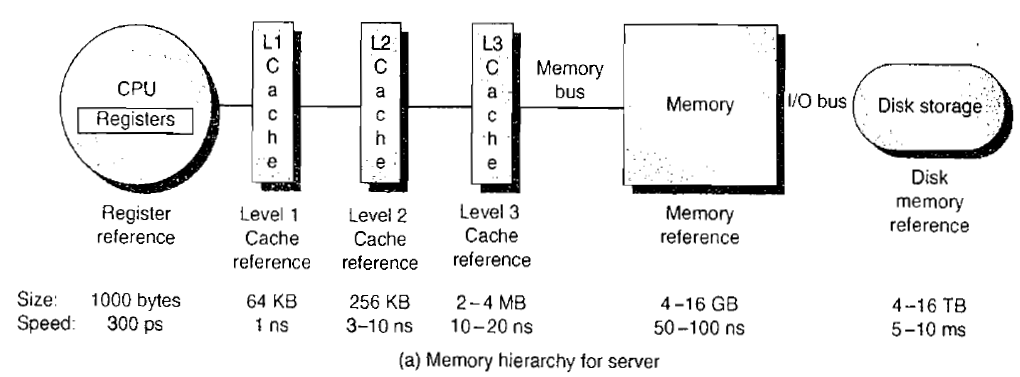 CPU
Registers
L1 Cache
L2 Cache
L3 Cache
Memory
bus
Memory
I/O bus
Disk storage
Register
reference
Level 1
Cache
reference
Level 2
Cache
reference
Level 3
Cache
reference
Memory
reference
Disk
memory
reference
Size: 1000 bytes 64 KB 256 KB 2–4 MB 4–16 GB 4–16 TB
Speed: 300 ps 1 ns 3–10 ns 10–20 ns 50–100 ns 5–10 ms
(a) Memory hierarchy for server